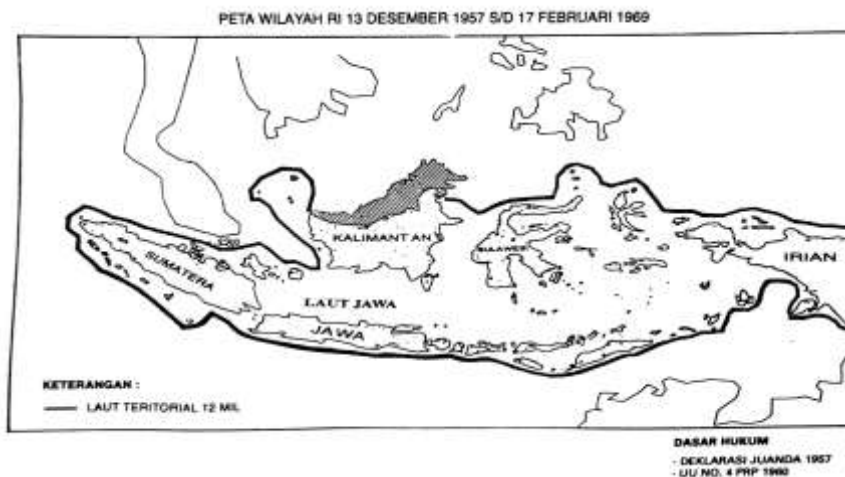 PETA WILAYAH RI 13 DESEMBER 1957 S/D 17 FEBRUARI 1969
KALIMANTAN
SULAWESI
IRIAN
SUMATERA
LAUT JAWA
JAWA
KETERANGAN :
LAUT TERITORIAL 12 MIL
DASAR HUKUM
- DEKLARASI JUANDA 1957
- UU NO. 4 PRP 1960